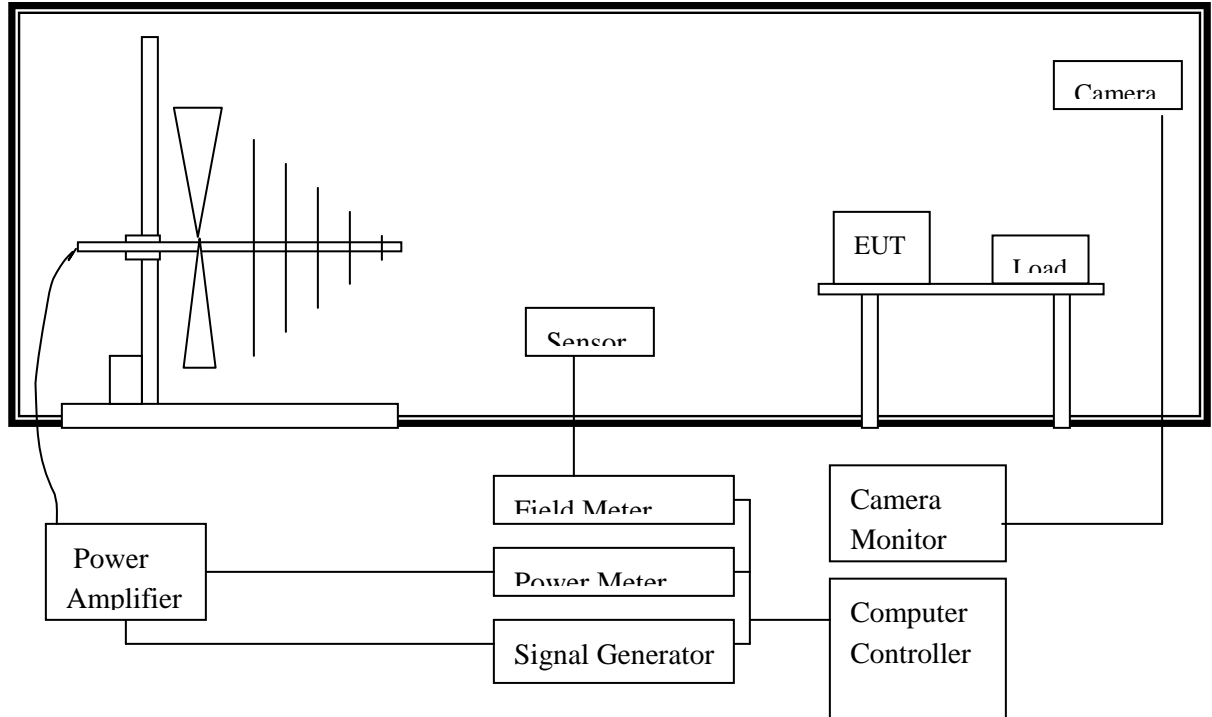 Camera
EUT
Load
Sensor
Field Meter
Camera
Monitor
Power
Amplifier
Power Meter
Computer
Controller
Signal Generator